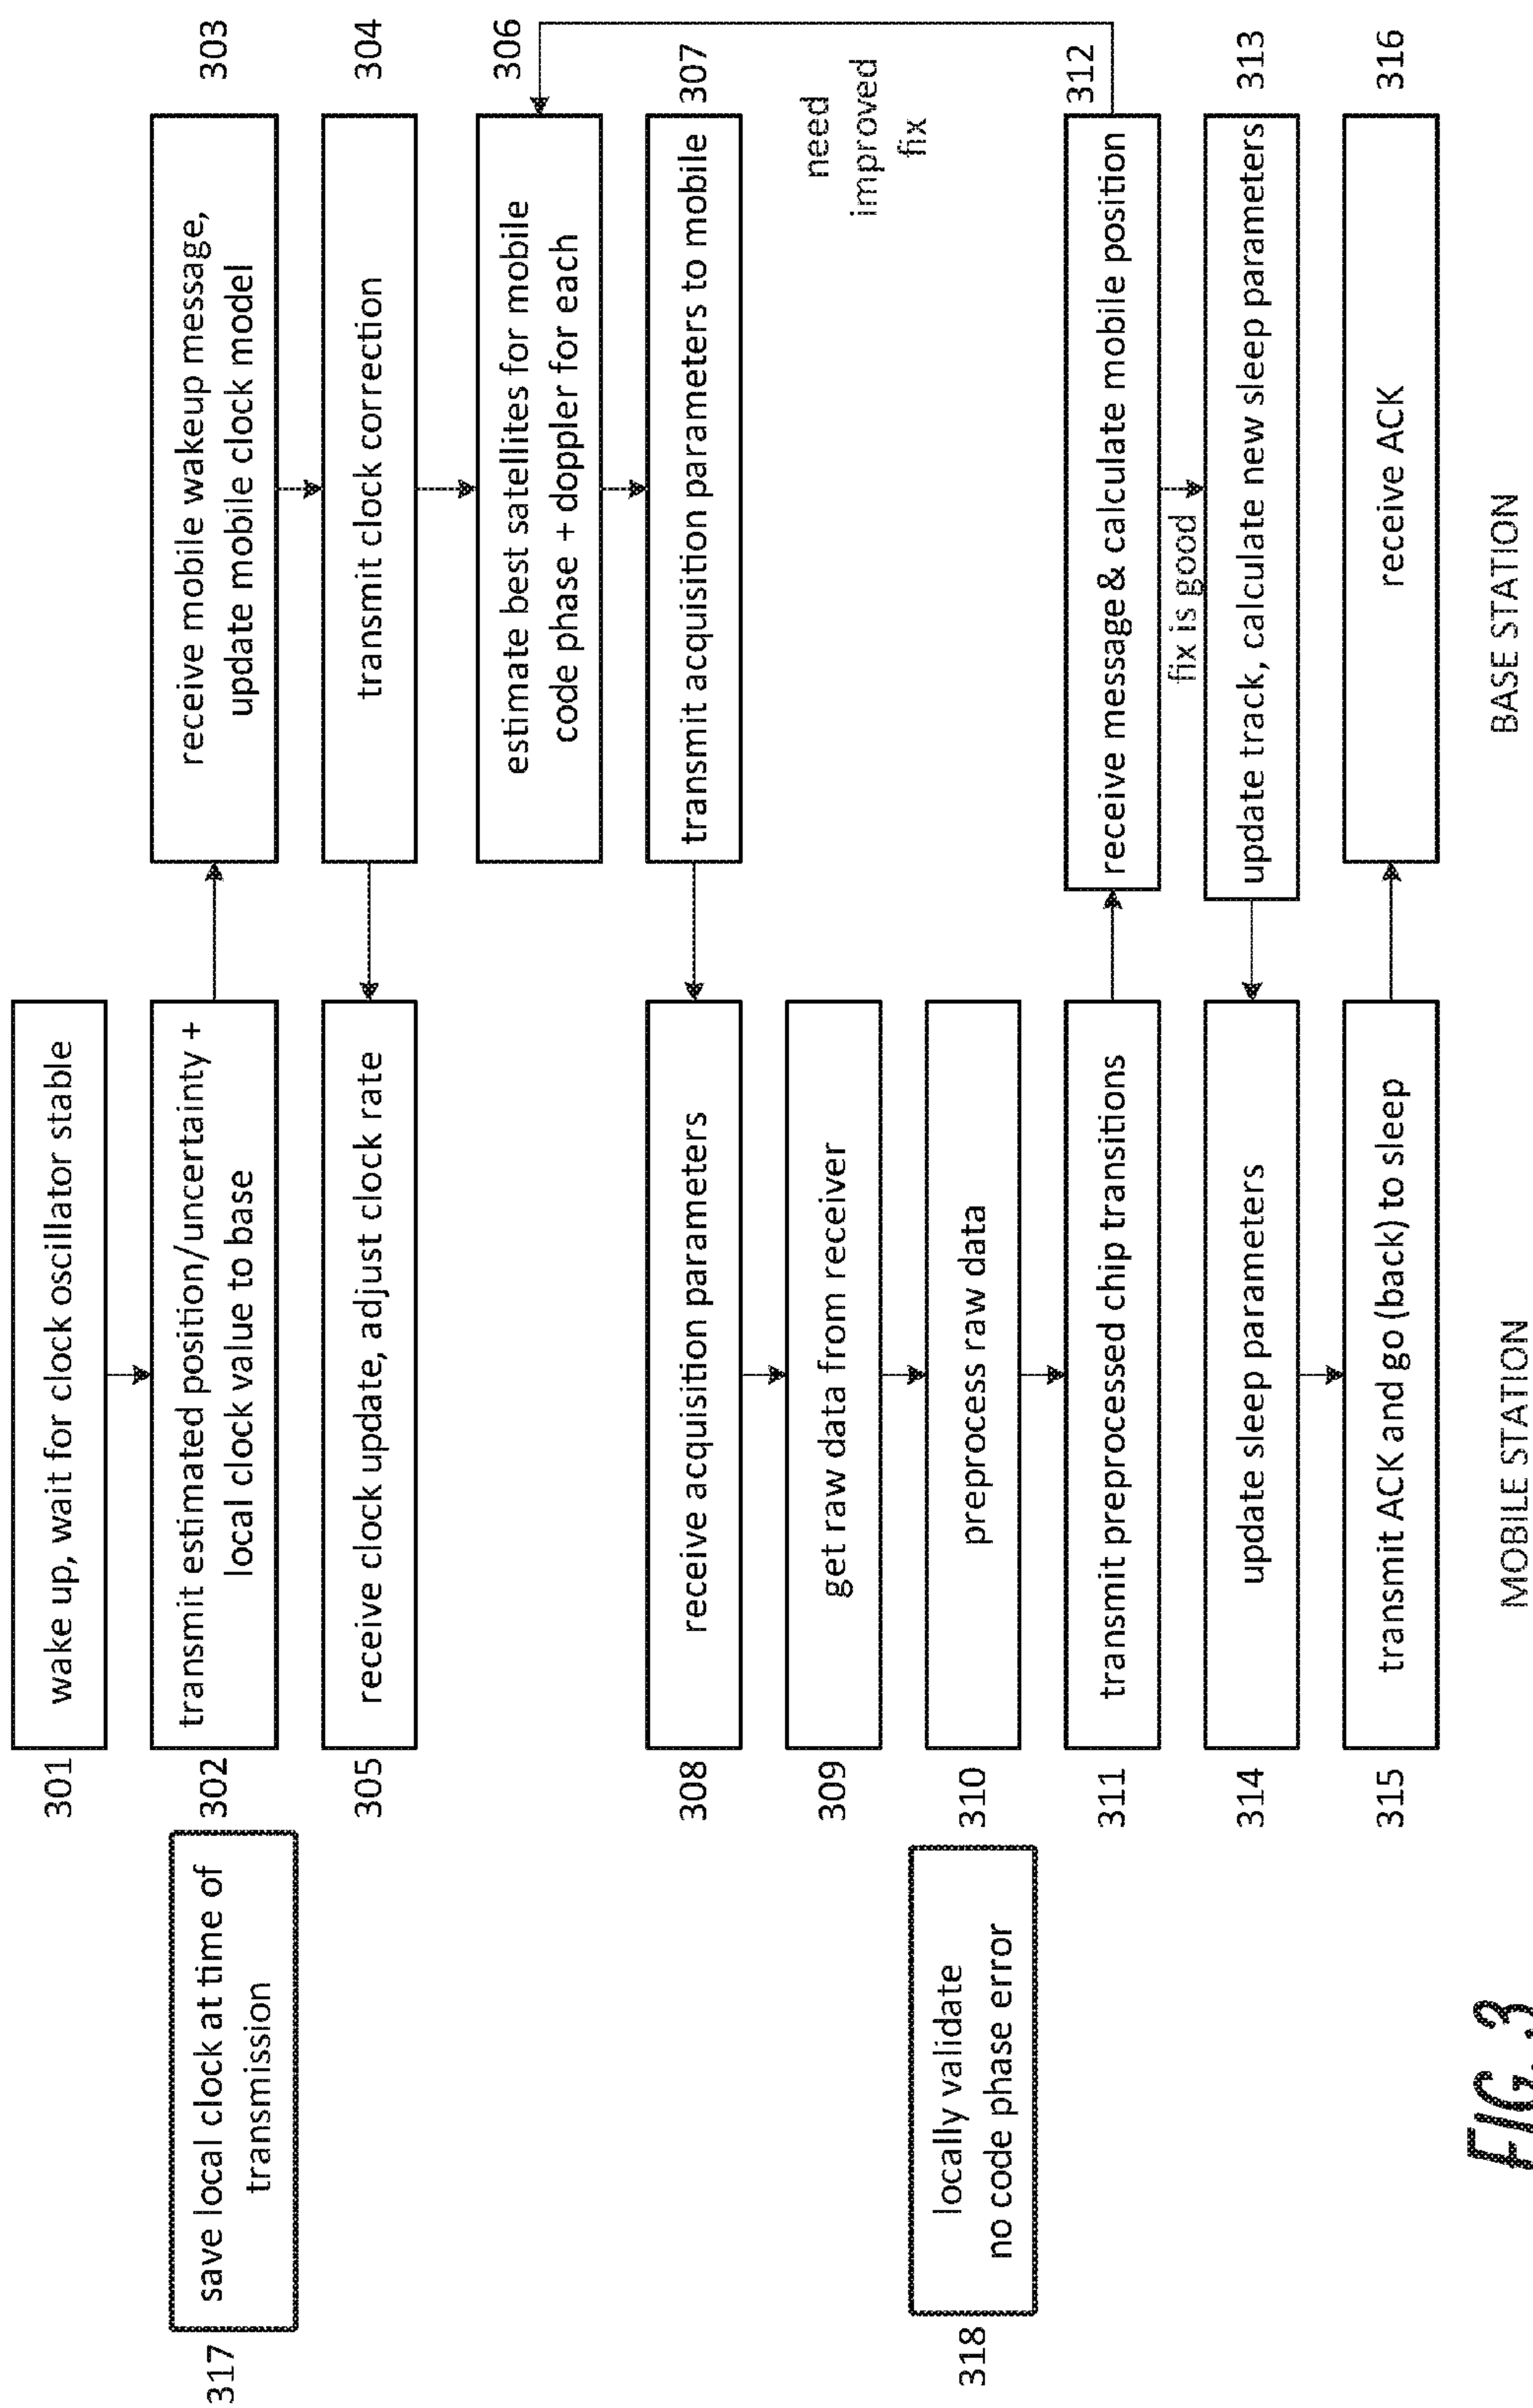 301
wake up, wait for clock oscillator stable
317
save local clock at time of
transmission
302
transmit estimated position/uncertainty +
local clock value to base
receive mobile wakeup message,
update mobile clock model
303
305
receive clock update, adjust clock rate
transmit clock correction
304
estimate best satellites for mobile
code phase + doppler for each
306
308
receive acquisition parameters
transmit acquisition parameters to mobile
307
309
get raw data from receiver
need
improved
fix
318
locally validate
no code phase error
310
preprocess raw data
311
transmit preprocessed chip transitions
receive message & calculate mobile position
312
fix is good
314
update sleep parameters
update track, calculate new sleep parameters
313
315
transmit ACK and go (back) to sleep
receive ACK
316
MOBILE STATION
BASE STATION
FIG. 3